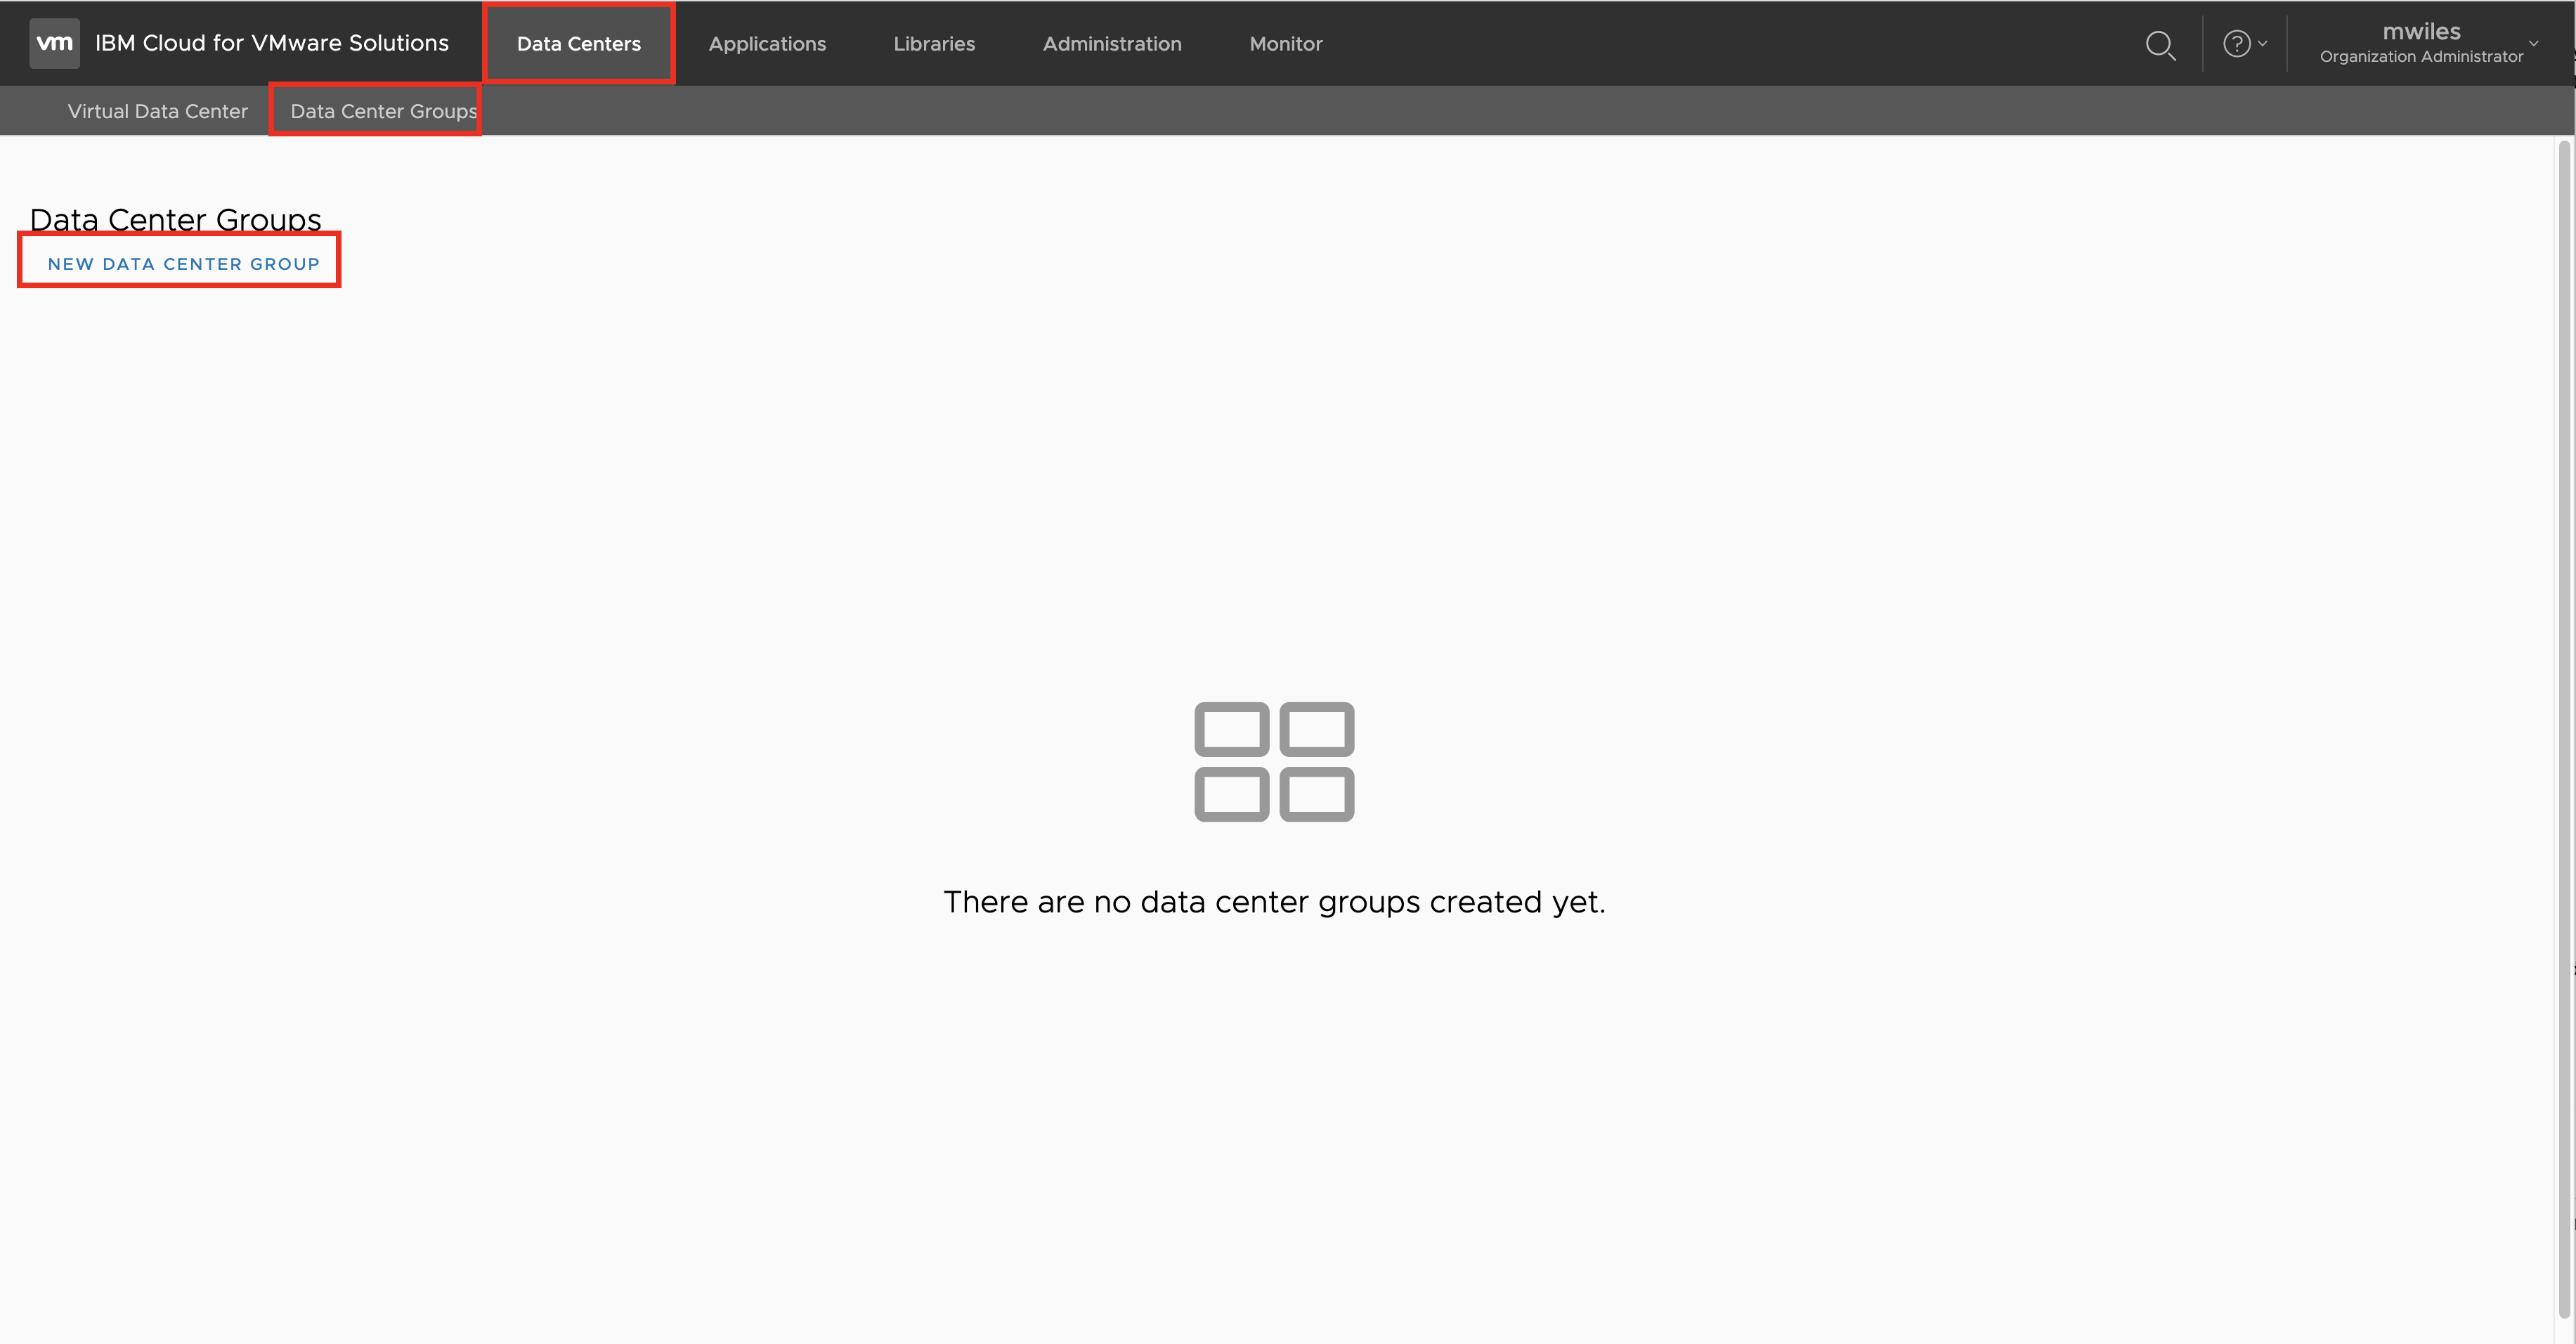 vm IBM Cloud for VMware Solutions Data Centers Applications Libraries Administration Monitor ? mwiles
Organization Administrator
Virtual Data Center Data Center Groups
Data Center Groups
NEW DATA CENTER GROUP
There are no data center groups created yet.